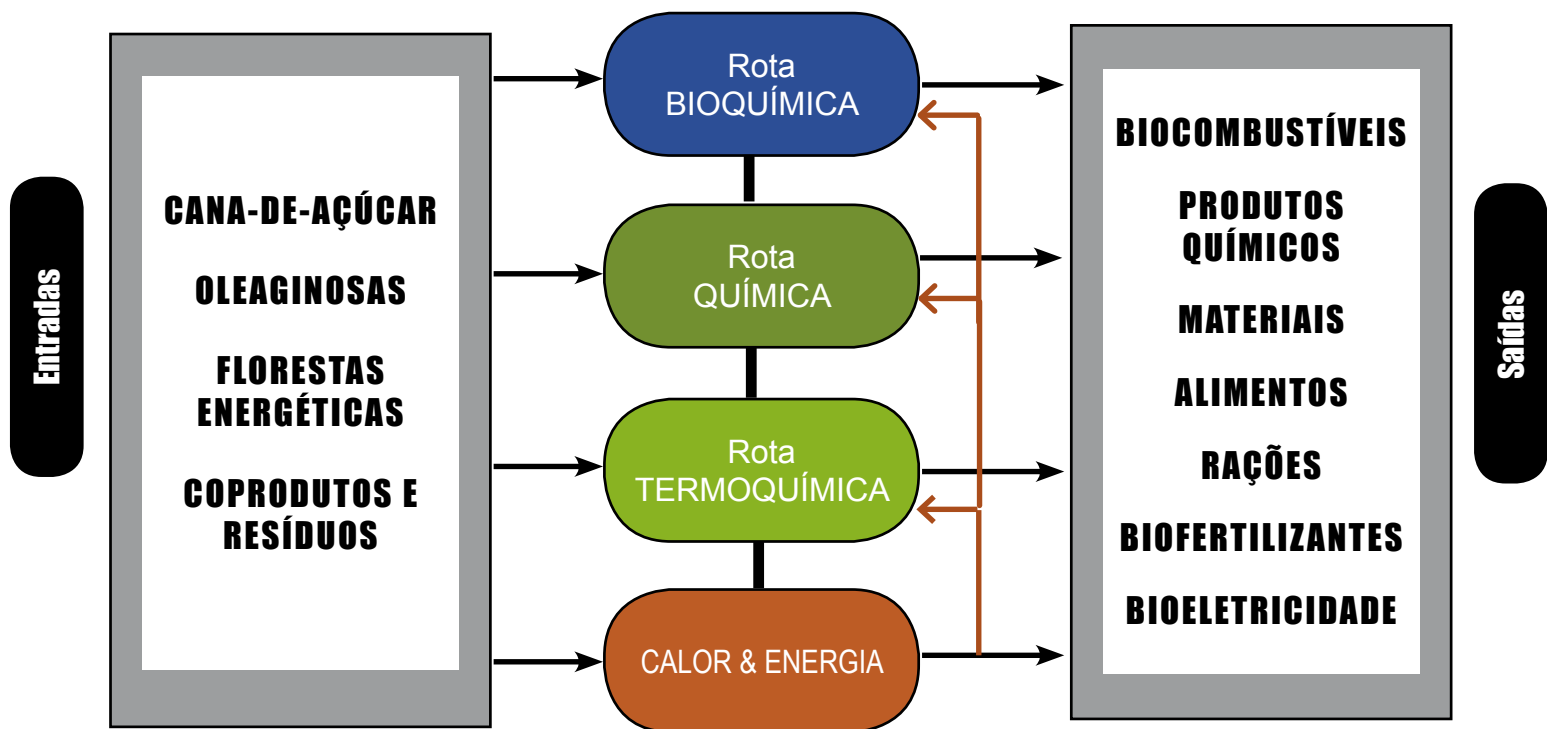 Entradas
CANA-DE-AÇÚCAR
OLEAGINOSAS
FLORESTAS
ENERGÉTICAS
COPRODUTOS E
RESÍDUOS
Rota
BIOQUÍMICA
Rota
QUÍMICA
Rota
TERMOQUÍMICA
CALOR & ENERGIA
BIOCOMBUSTÍVEIS
PRODUTOS
QUÍMICOS
MATERIAIS
ALIMENTOS
RAÇÕES
BIOFERTILIZANTES
BIOELETRICIDADE
Saídas